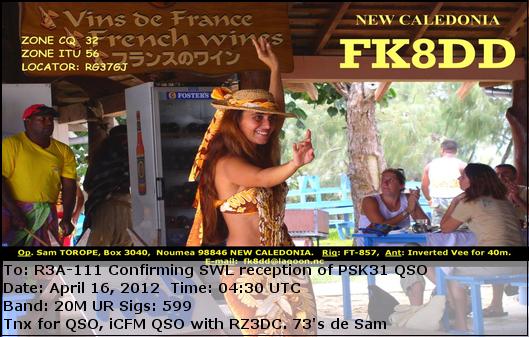 Vins de France
French wines
フランスのワイン
NEW CALEDONIA
FK8DD
ZONE CQ 32
ZONE ITU 56
LOCATOR: RG37GJ
FOSTER'S
Op. Sam TOROPE, Box 3040, Noumea 98846 NEW CALEDONIA. Rig: FT-857, Ant: Inverted Vee for 40m.
E-mail: fk8dd@lagoon.nc
To: R3A-111 Confirming SWL reception of PSK31 QSO
Date: April 16, 2012 Time: 04:30 UTC
Band: 20M UR Sigs: 599
Tnx for QSO, iCFM QSO with RZ3DC. 73's de Sam